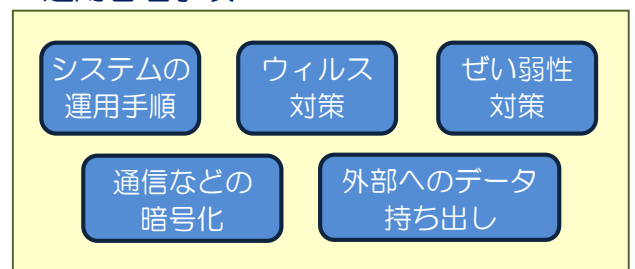 システムの
運用手順
ウィルス
対策
ぜい弱性
対策
通信などの
暗号化
外部へのデータ
持ち出し